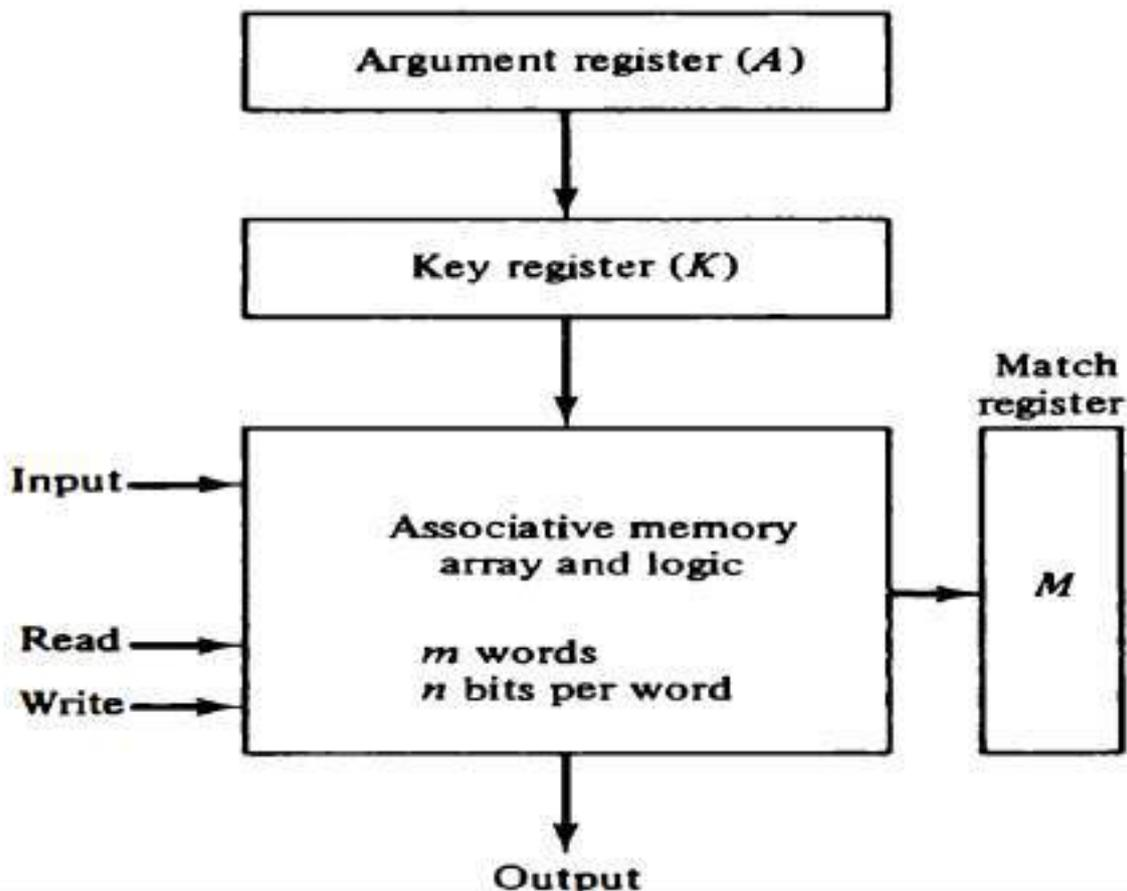 Argument register (A)
Key register (K)
Match
register
Input
Associative memory
array and logic
M
Read
m words
n bits per word
Write
Output